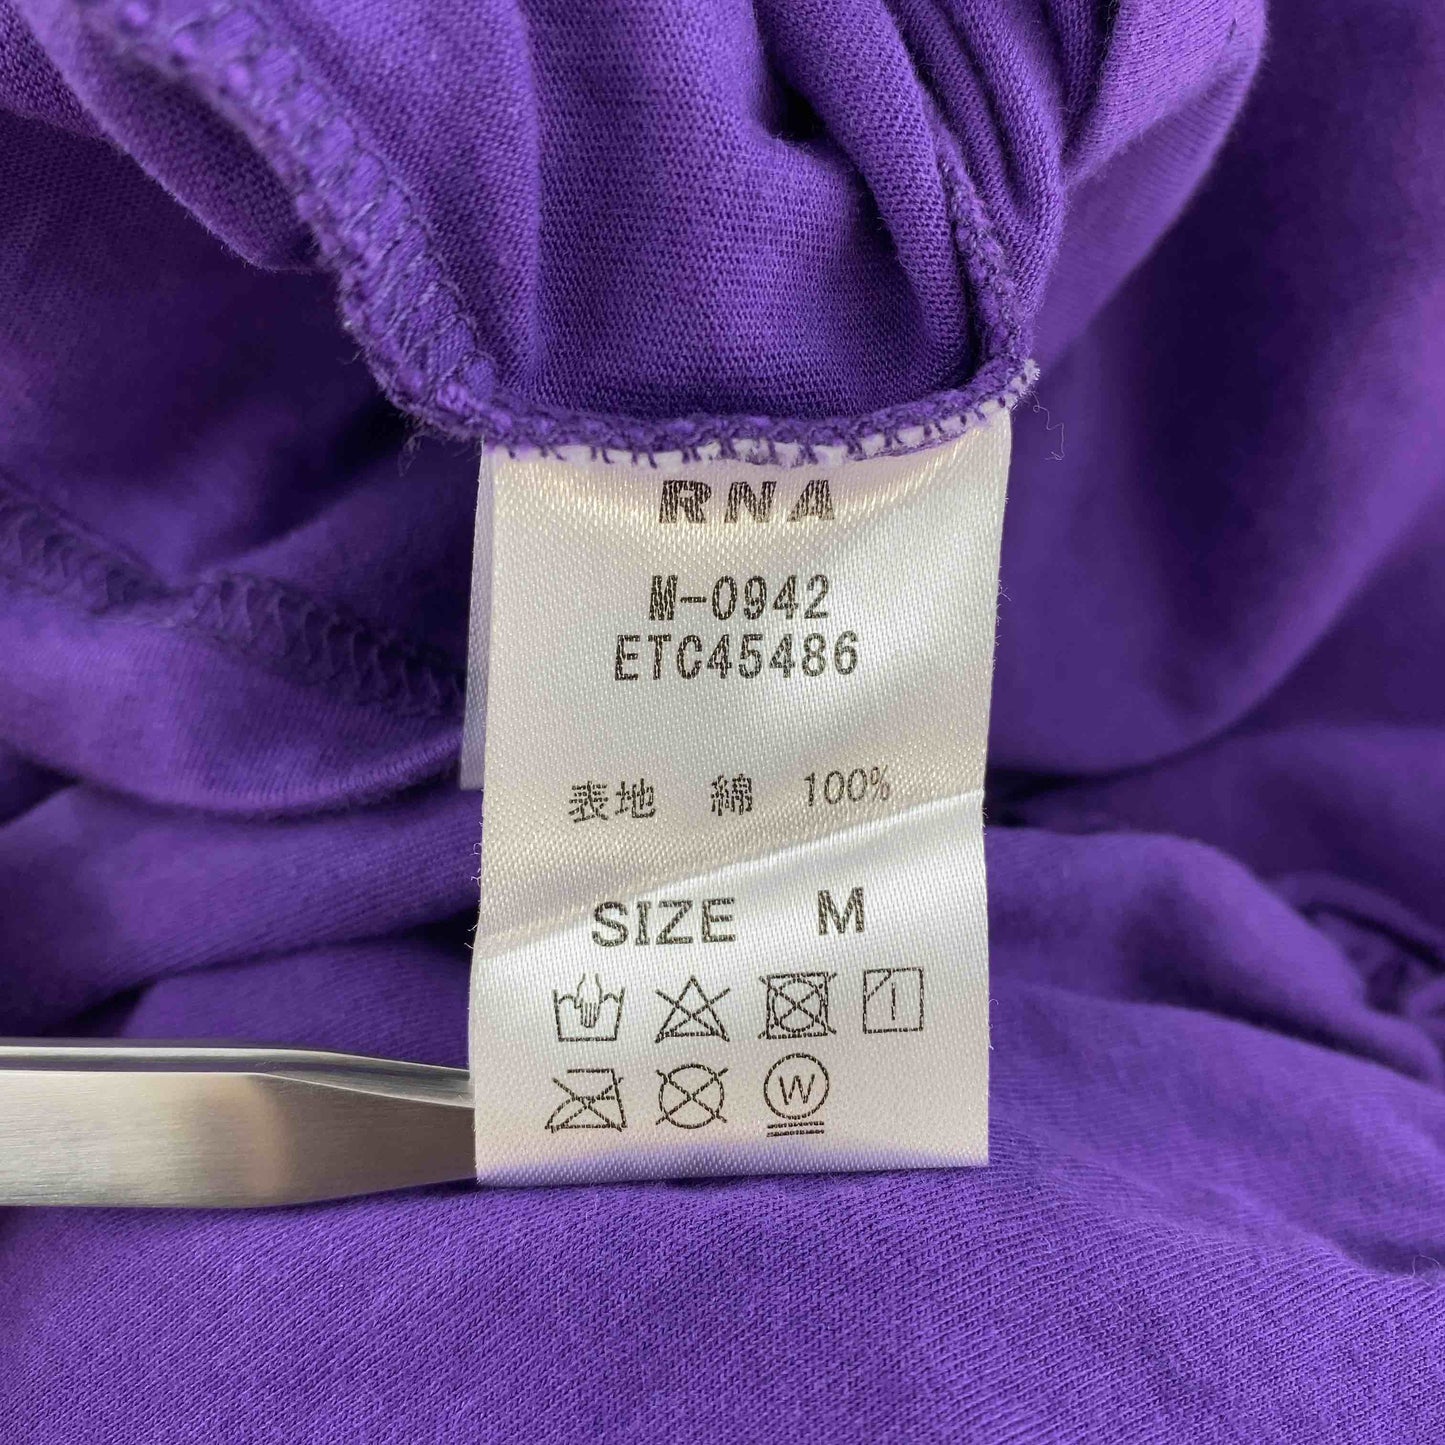 RNA
M-0942
ETC45486
表地 綿 100%
SIZE M
W